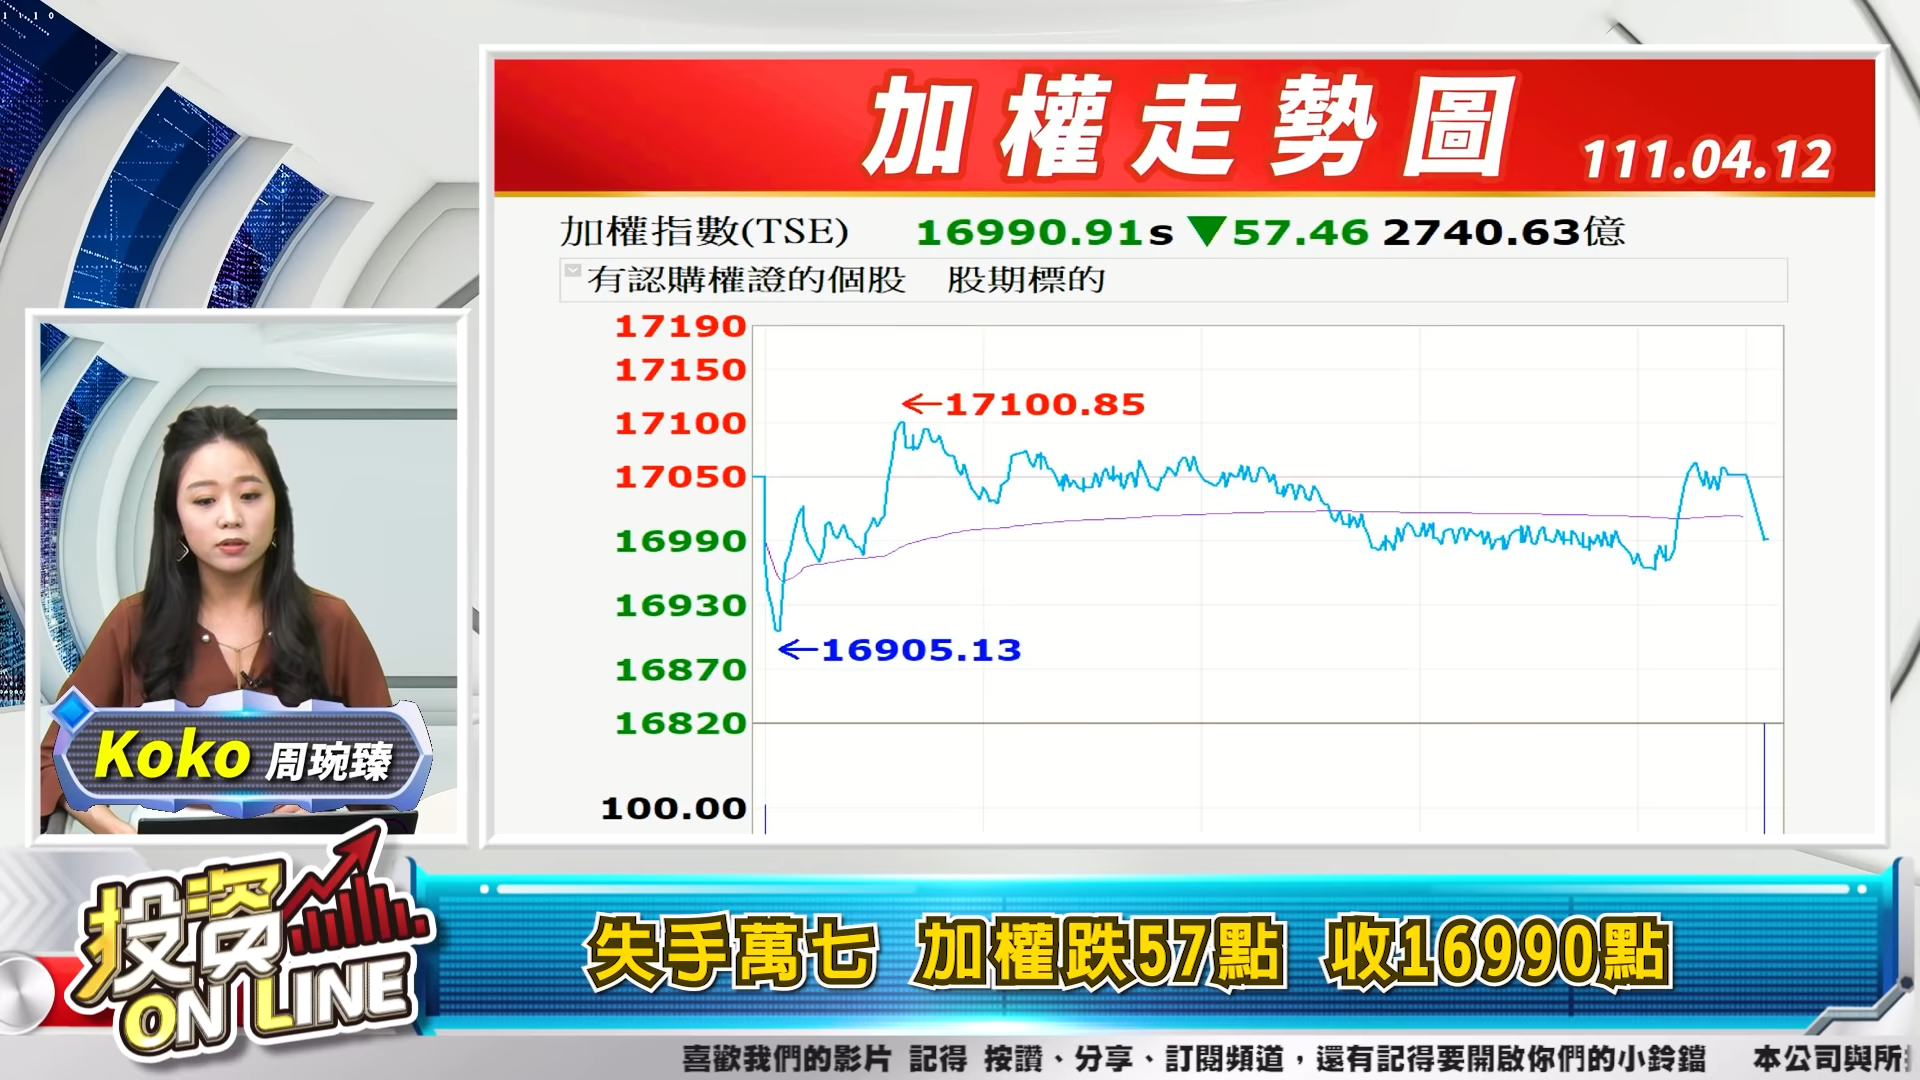 1110
加權走勢圖
111.04.12
加權指數(TSE) 16990.91s ▼57.46 2740.63億
有認購權證的個股 股期標的
17190
17150
←17100.85
17100
17050
16990
16930
←16905.13
16870
16820
100.00
Koko 周琬臻
投資
ON LINE
失手萬七 加權跌57點 收16990點
喜歡我們的影片 記得 按讚、分享、訂閱頻道，還有記得要開啟你們的小鈴鐺 本公司與所